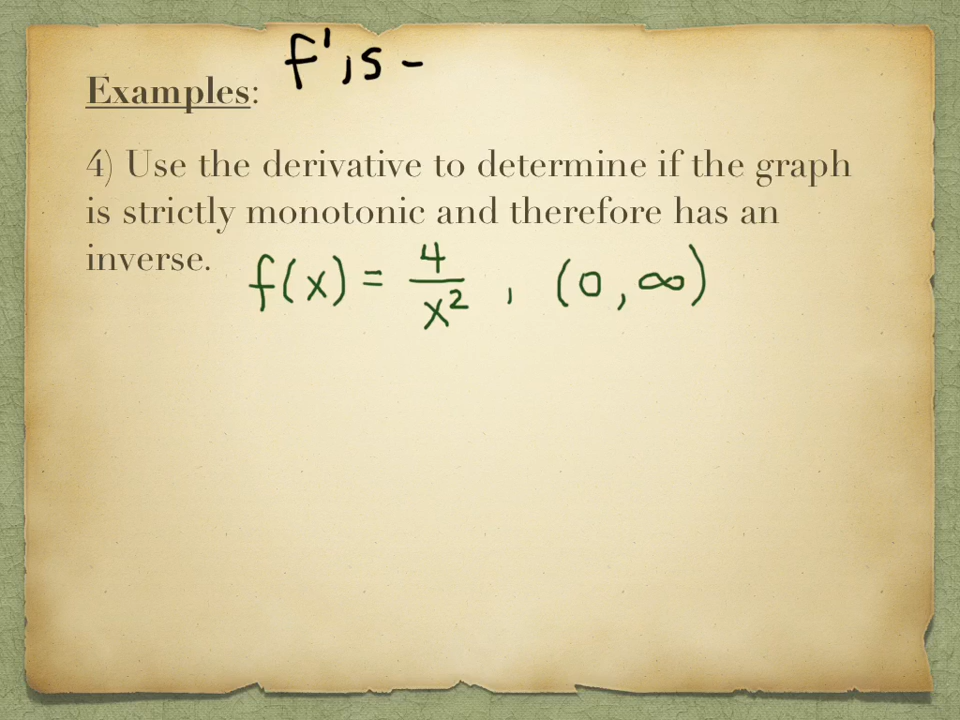 f' is -
Examples:
4) Use the derivative to determine if the graph
is strictly monotonic and therefore has an
inverse.
f(x) = 4/x² , (0, ∞)